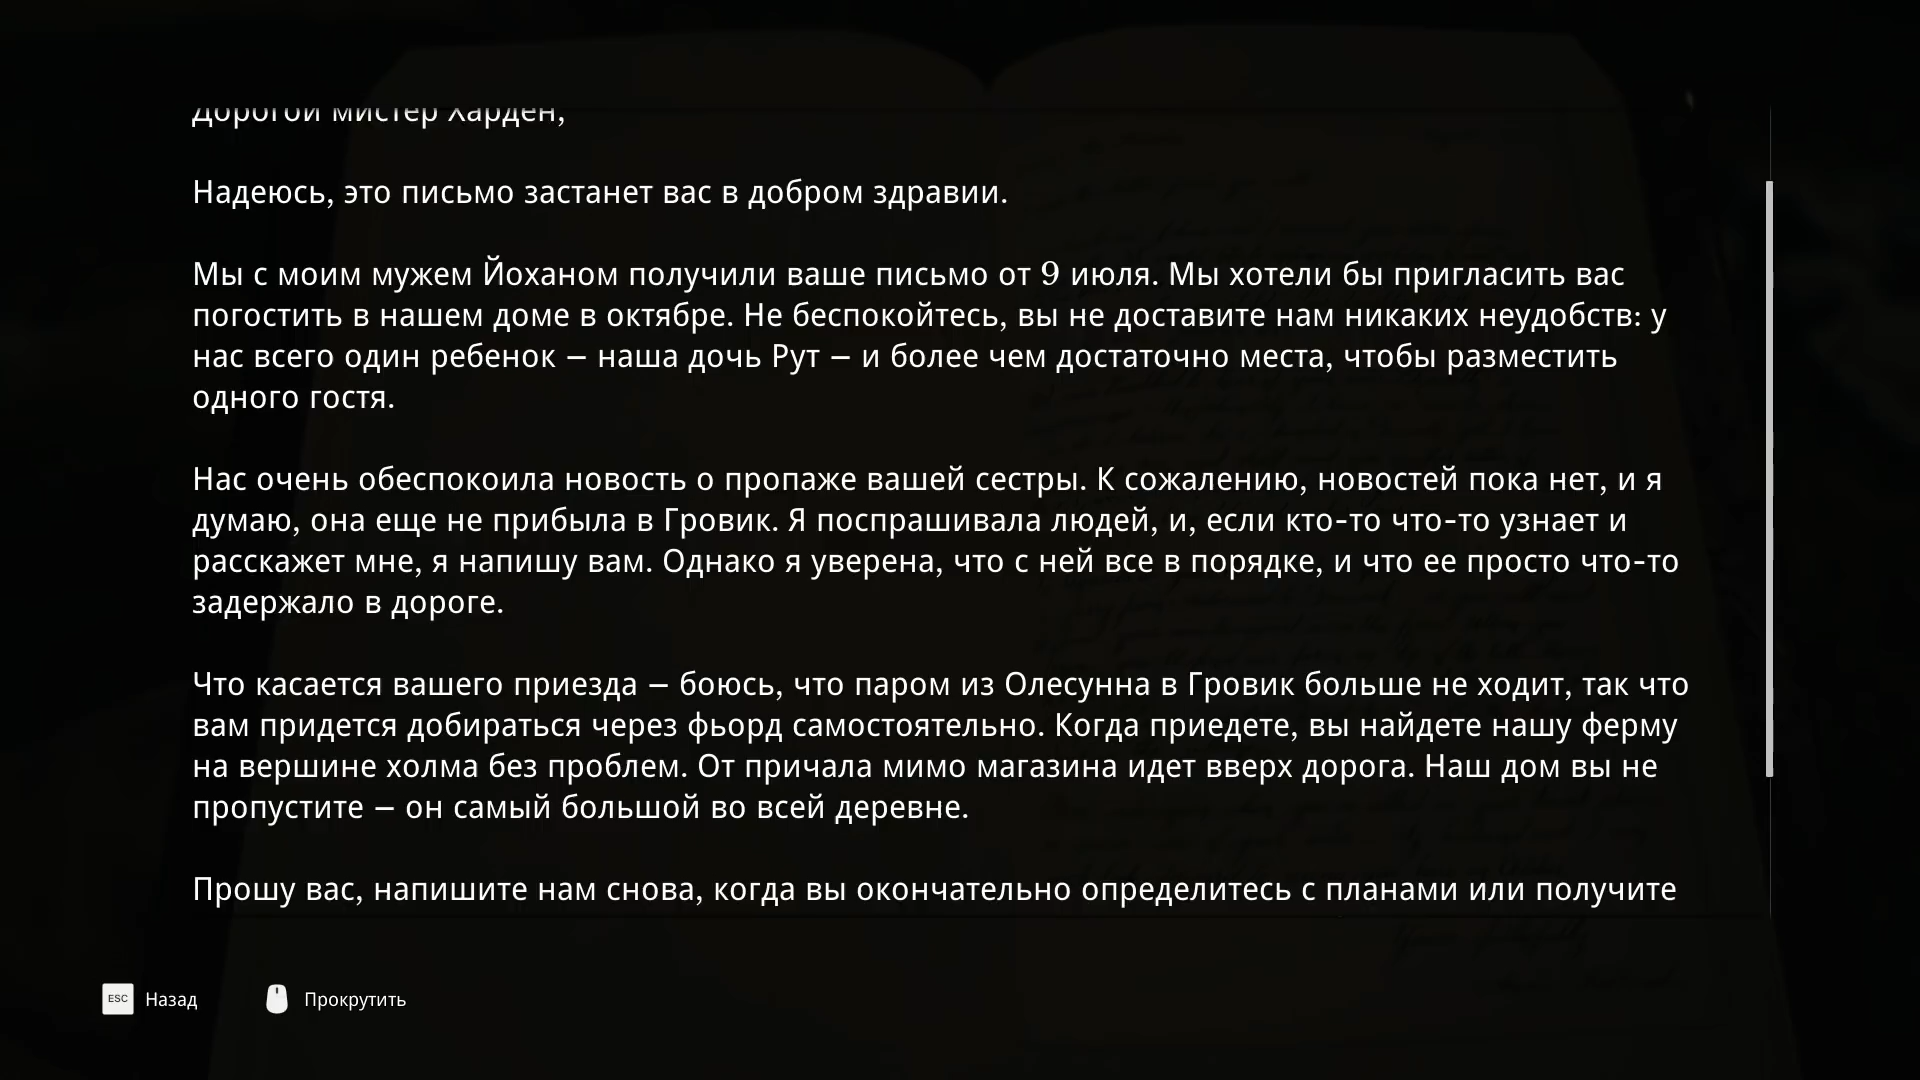 Дорогой мистер Харден,
Надеюсь, это письмо застанет вас в добром здравии.
Мы с моим мужем Йоханом получили ваше письмо от 9 июля. Мы хотели бы пригласить вас
погостить в нашем доме в октябре. Не беспокойтесь, вы не доставите нам никаких неудобств: у
нас всего один ребенок – наша дочь Рут – и более чем достаточно места, чтобы разместить
одного гостя.
Нас очень обеспокоила новость о пропаже вашей сестры. К сожалению, новостей пока нет, и я
думаю, она еще не прибыла в Гровик. Я поспрашивала людей, и, если кто-то что-то узнает и
расскажет мне, я напишу вам. Однако я уверена, что с ней все в порядке, и что ее просто что-то
задержало в дороге.
Что касается вашего приезда – боюсь, что паром из Олесунна в Гровик больше не ходит, так что
вам придется добираться через фьорд самостоятельно. Когда приедете, вы найдете нашу ферму
на вершине холма без проблем. От причала мимо магазина идет вверх дорога. Наш дом вы не
пропустите – он самый большой во всей деревне.
Прошу вас, напишите нам снова, когда вы окончательно определитесь с планами или получите
ESC Назад Прокрутить